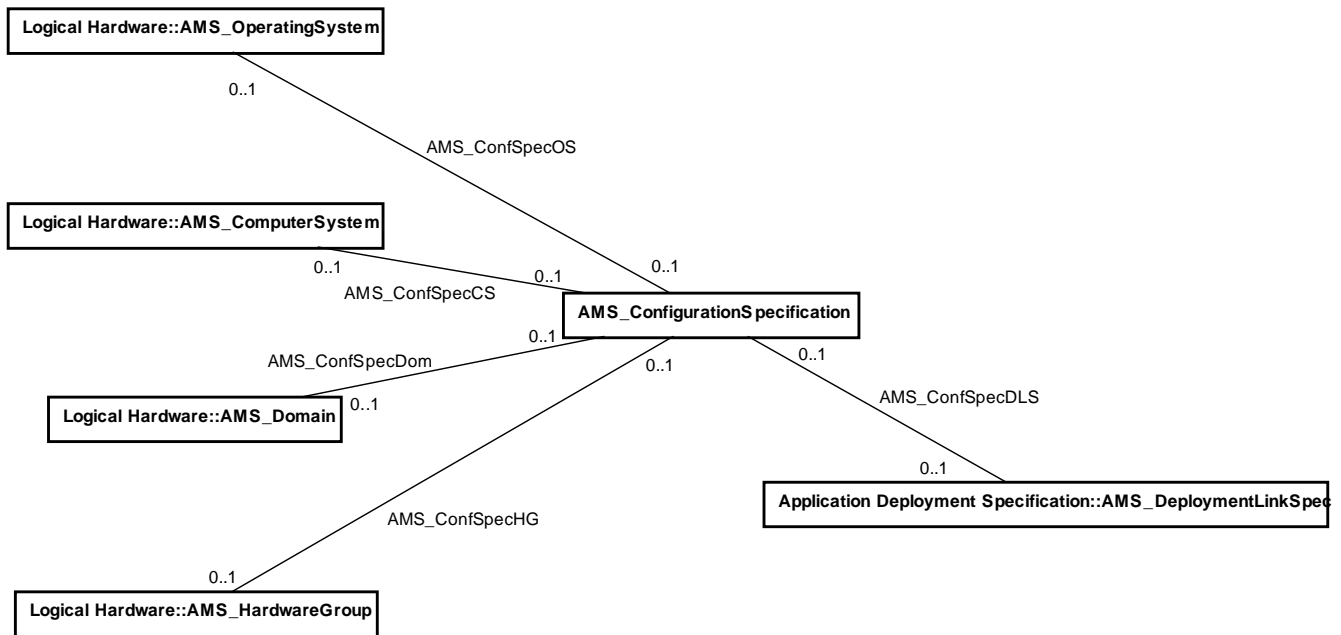 Logical Hardware::AMS_OperatingSystem
0..1
AMS_ConfSpecOS
Logical Hardware::AMS_ComputerSystem
0..1
0..1
0..1
AMS_ConfSpecCS
AMS_ConfigurationSpecification
0..1
0..1
0..1
AMS_ConfSpecDom
0..1
Logical Hardware::AMS_Domain
AMS_ConfSpecDLS
0..1
Application Deployment Specification::AMS_DeploymentLinkSpec
AMS_ConfSpecHG
0..1
Logical Hardware::AMS_HardwareGroup